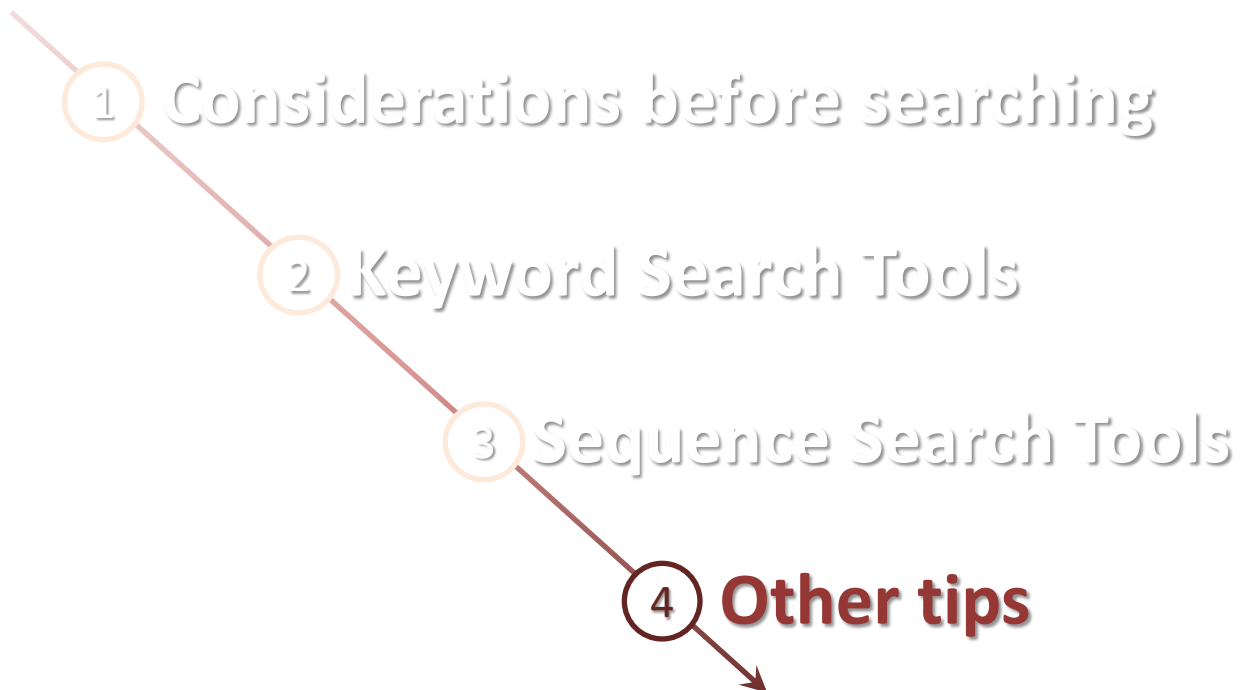 1 Considerations before searching
2 Keyword Search Tools
3 Sequence Search Tools
4 Other tips